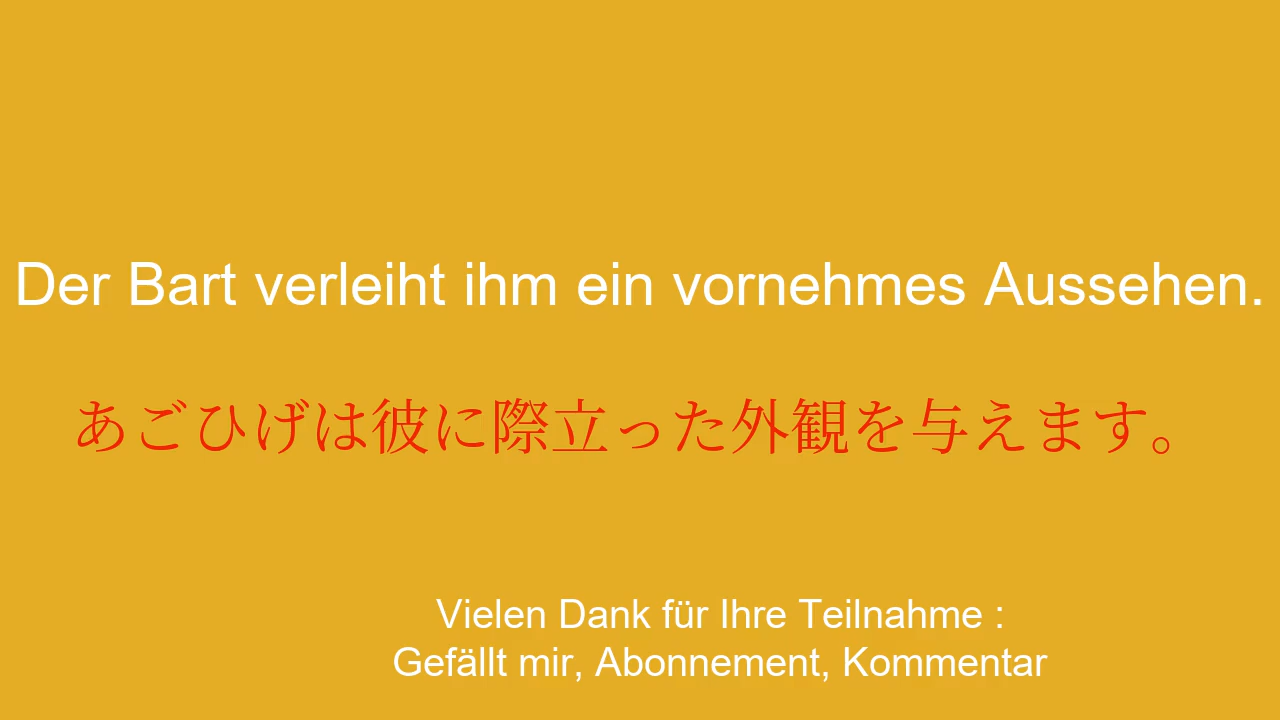 Der Bart verleiht ihm ein vornehmes Aussehen.
あごひげは彼に際立った外観を与えます。
Vielen Dank für Ihre Teilnahme :
Gefällt mir, Abonnement, Kommentar